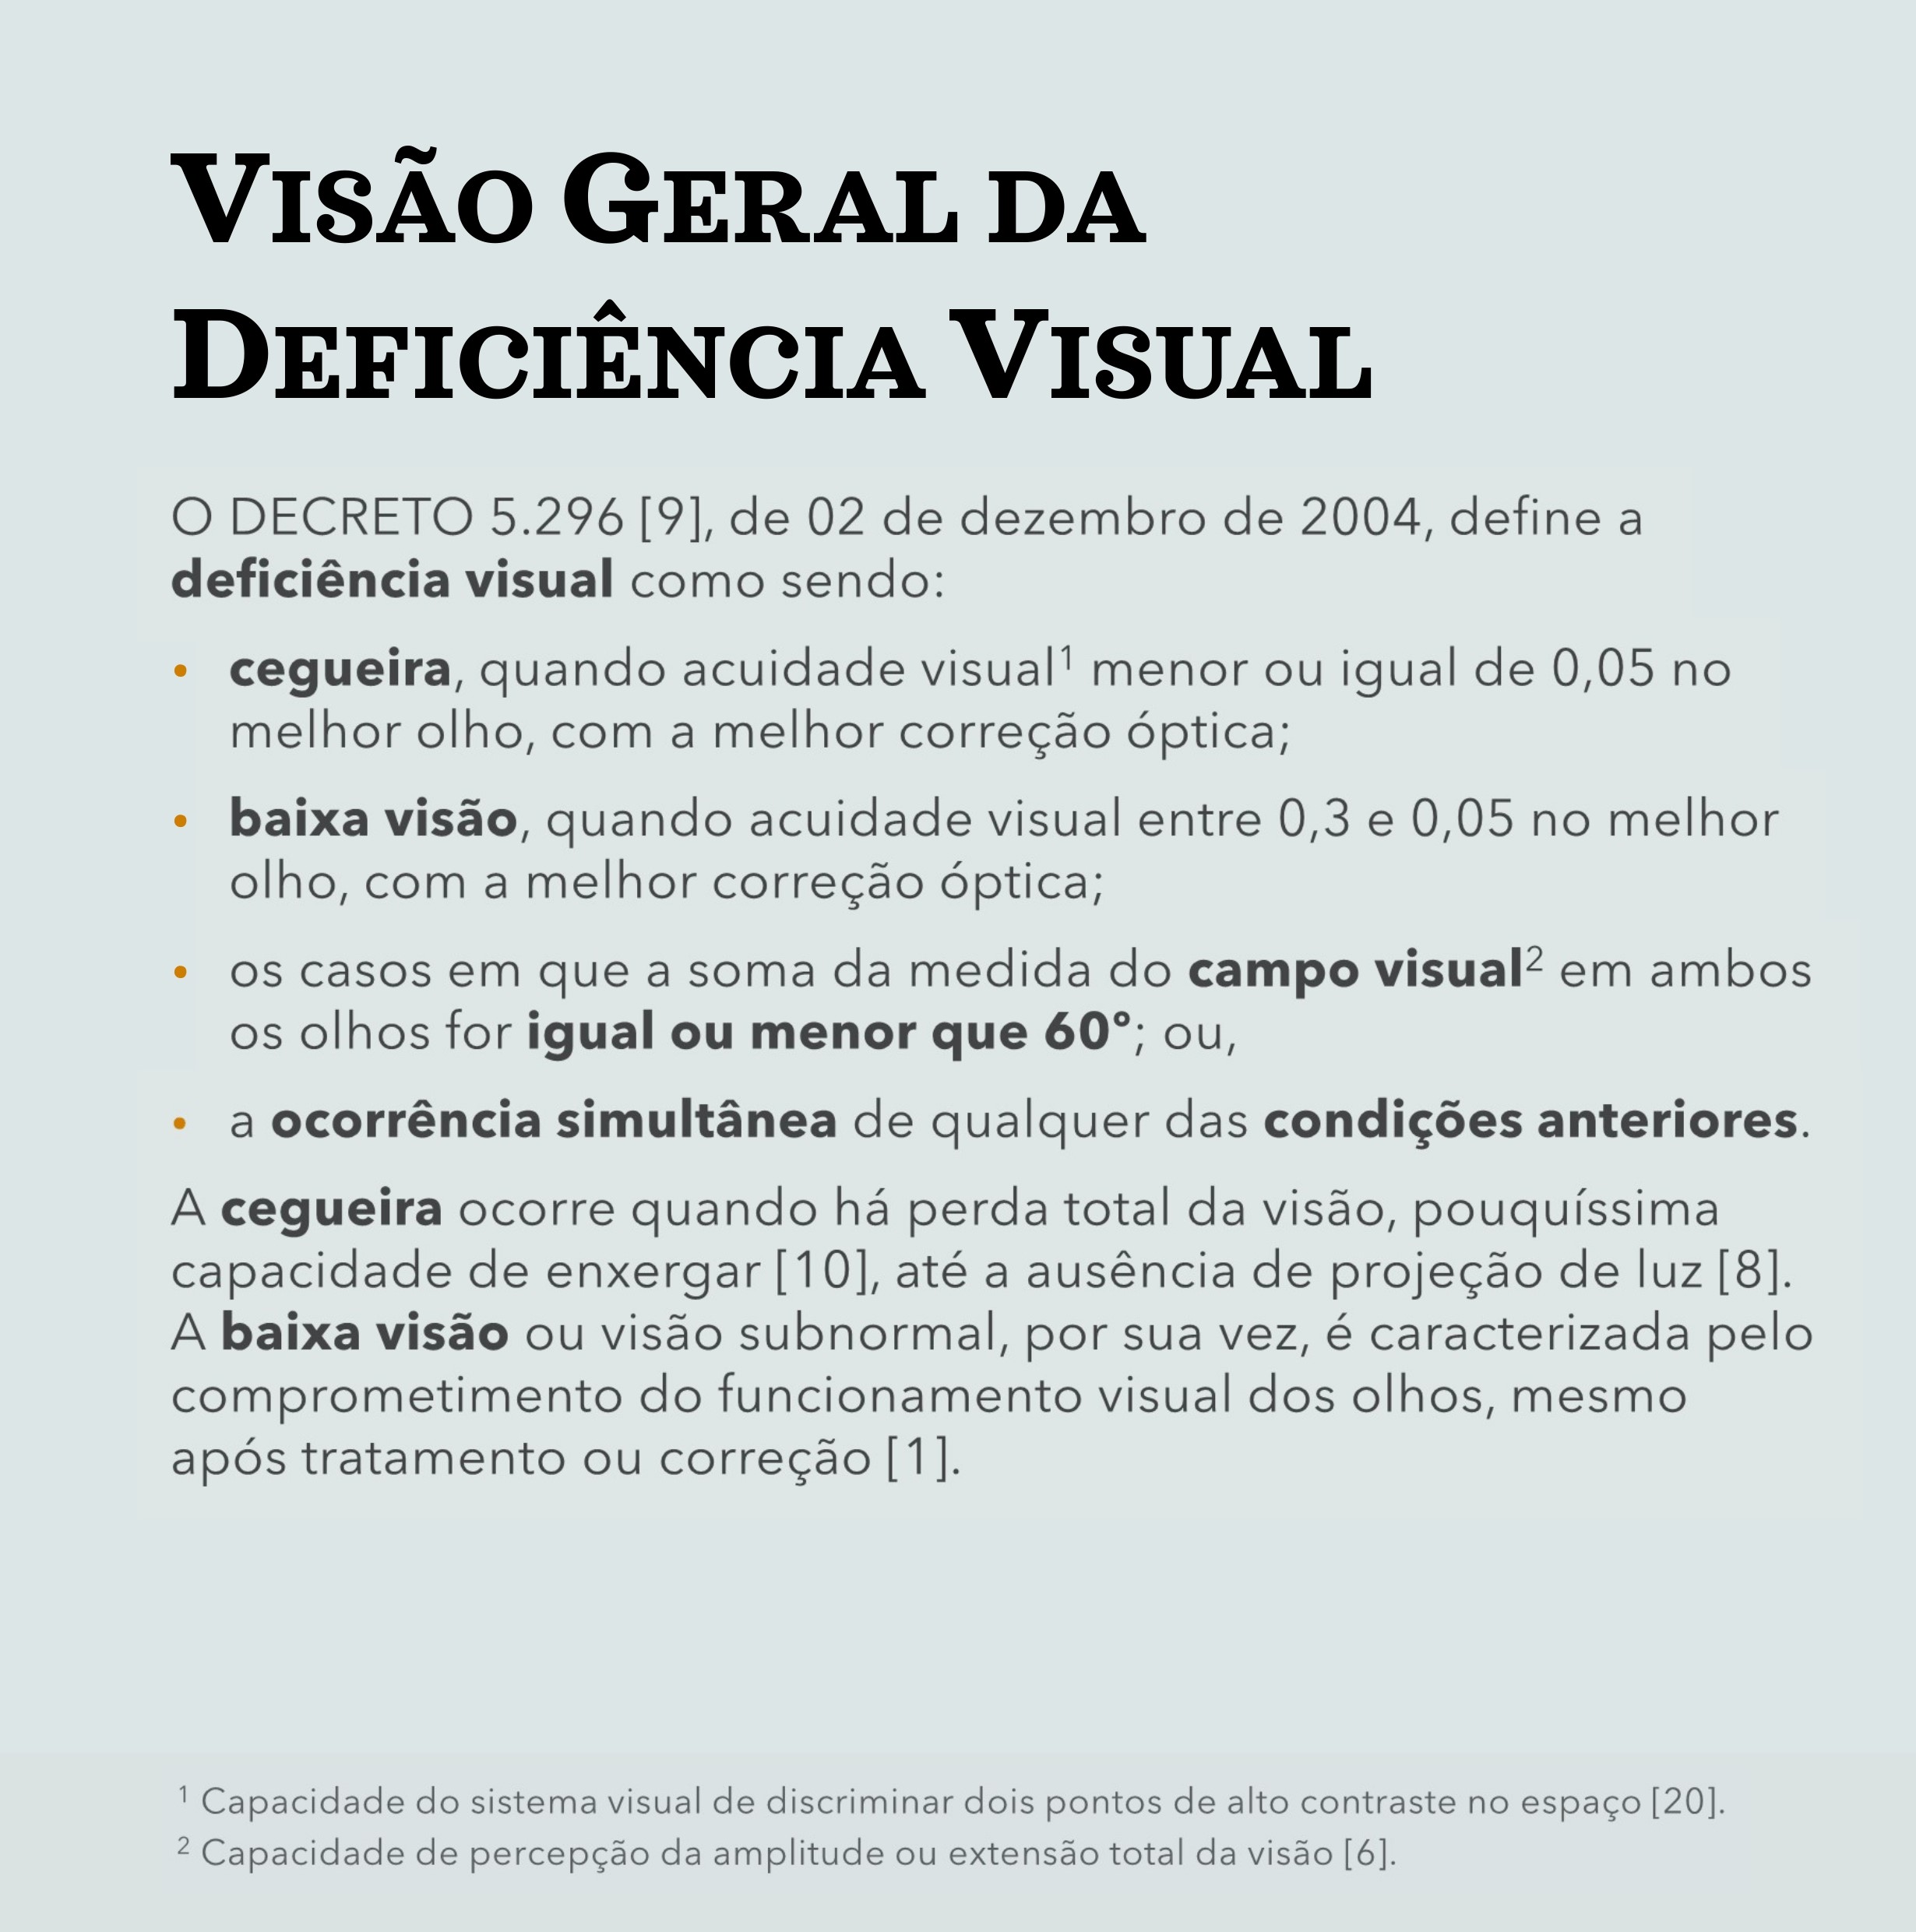 Visão Geral da
Deficiência Visual
O DECRETO 5.296 [9], de 02 de dezembro de 2004, define a
deficiência visual como sendo:
• cegueira, quando acuidade visual¹ menor ou igual de 0,05 no
melhor olho, com a melhor correção óptica;
• baixa visão, quando acuidade visual entre 0,3 e 0,05 no melhor
olho, com a melhor correção óptica;
• os casos em que a soma da medida do campo visual² em ambos
os olhos for igual ou menor que 60°; ou,
• a ocorrência simultânea de qualquer das condições anteriores.
A cegueira ocorre quando há perda total da visão, pouquíssima
capacidade de enxergar [10], até a ausência de projeção de luz [8].
A baixa visão ou visão subnormal, por sua vez, é caracterizada pelo
comprometimento do funcionamento visual dos olhos, mesmo
após tratamento ou correção [1].
¹ Capacidade do sistema visual de discriminar dois pontos de alto contraste no espaço [20].
² Capacidade de percepção da amplitude ou extensão total da visão [6].